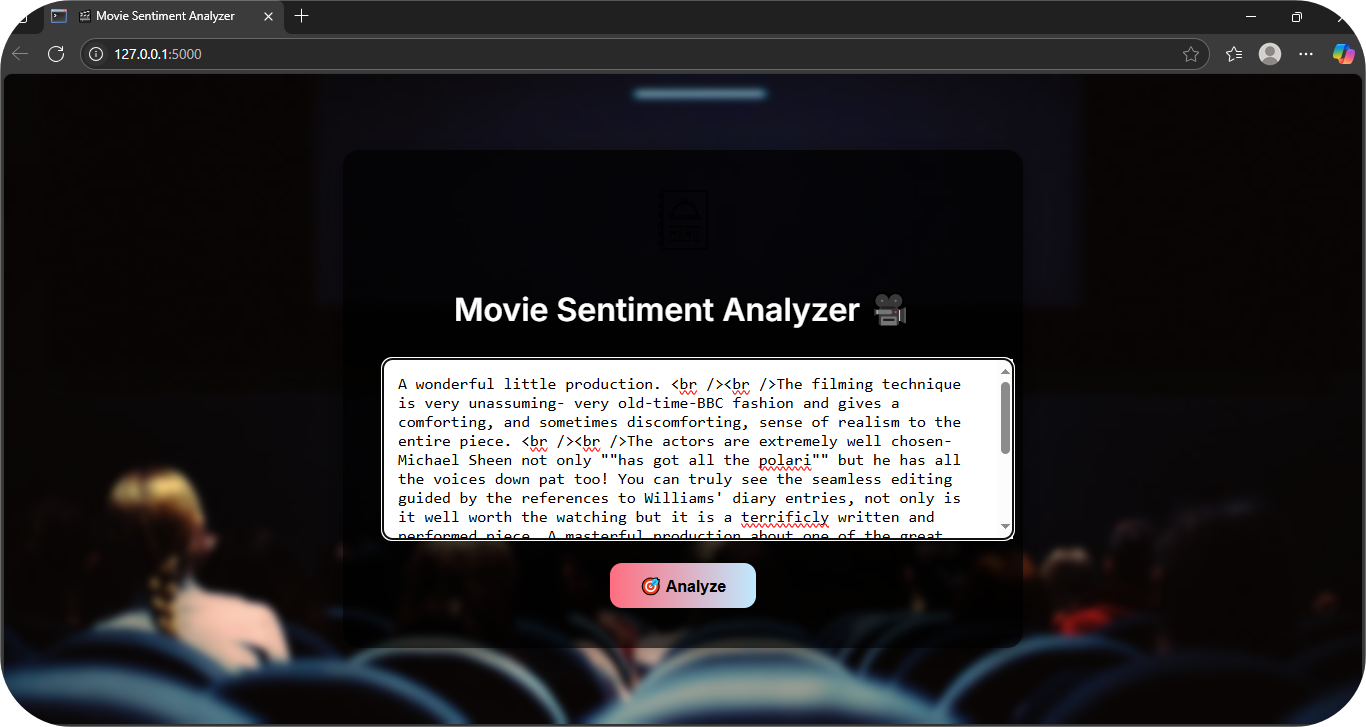 Movie Sentiment Analyzer
127.0.0.1:5000
Movie Sentiment Analyzer
A wonderful little production. <br /><br />The filming technique
is very unassuming- very old-time-BBC fashion and gives a
comforting, and sometimes discomforting, sense of realism to the
entire piece. <br /><br />The actors are extremely well chosen-
Michael Sheen not only ""has got all the polari"" but he has all
the voices down pat too! You can truly see the seamless editing
guided by the references to Williams' diary entries, not only is
it well worth the watching but it is a terrificly written and
performed piece. A masterful production about one of the great
Analyze